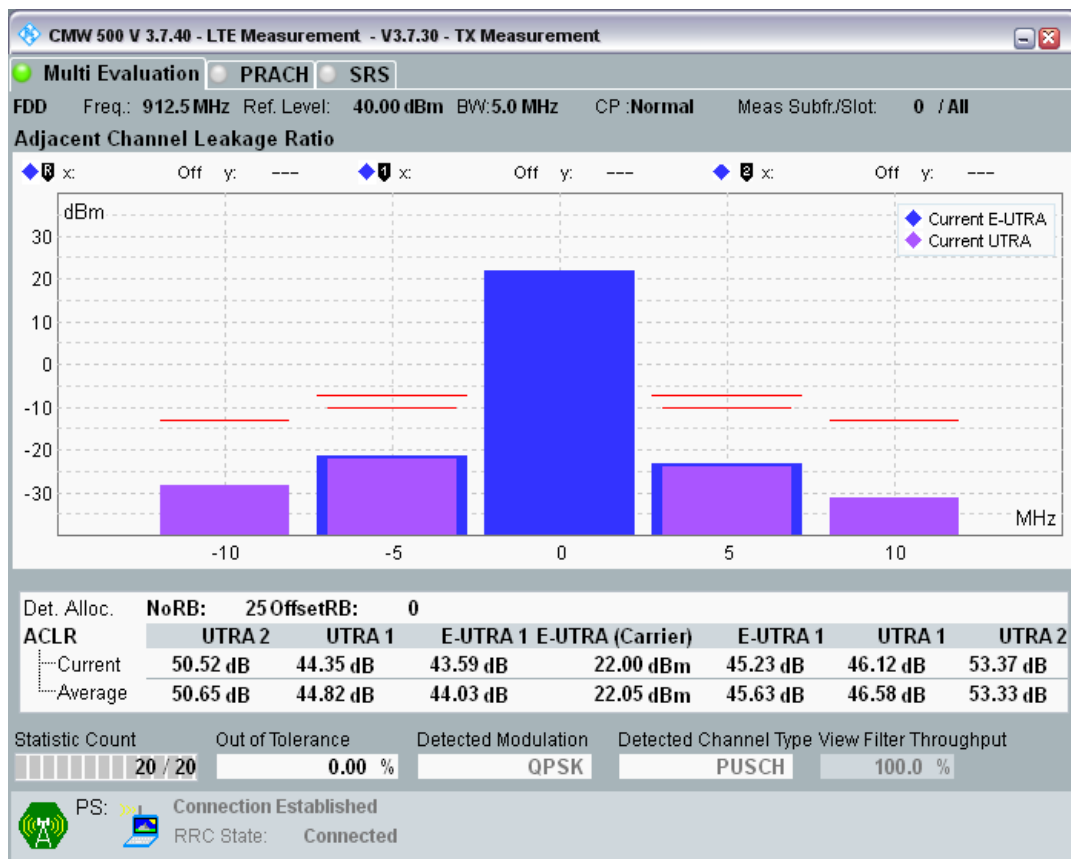 CMW 500 V 3.7.40 - LTE Measurement - V3.7.30 - TX Measurement
Multi Evaluation PRACH SRS
FDD Freq.: 912.5 MHz Ref. Level: 40.00 dBm BW:5.0 MHz CP :Normal Meas Subfr./Slot: 0 / All
Adjacent Channel Leakage Ratio
R x: Off y: --- 1 x: Off y: --- 2 x: Off y: ---
dBm
Current E-UTRA
Current UTRA
30
20
10
0
-10
-20
-30
MHz
-10 -5 0 5 10
Det. Alloc. NoRB: 25 OffsetRB: 0
ACLR UTRA 2 UTRA 1 E-UTRA 1 E-UTRA (Carrier) E-UTRA 1 UTRA 1 UTRA 2
Current 50.52 dB 44.35 dB 43.59 dB 22.00 dBm 45.23 dB 46.12 dB 53.37 dB
Average 50.65 dB 44.82 dB 44.03 dB 22.05 dBm 45.63 dB 46.58 dB 53.33 dB
Statistic Count Out of Tolerance Detected Modulation Detected Channel Type View Filter Throughput
20 / 20 0.00 % QPSK PUSCH 100.0 %
PS: Connection Established
RRC State: Connected